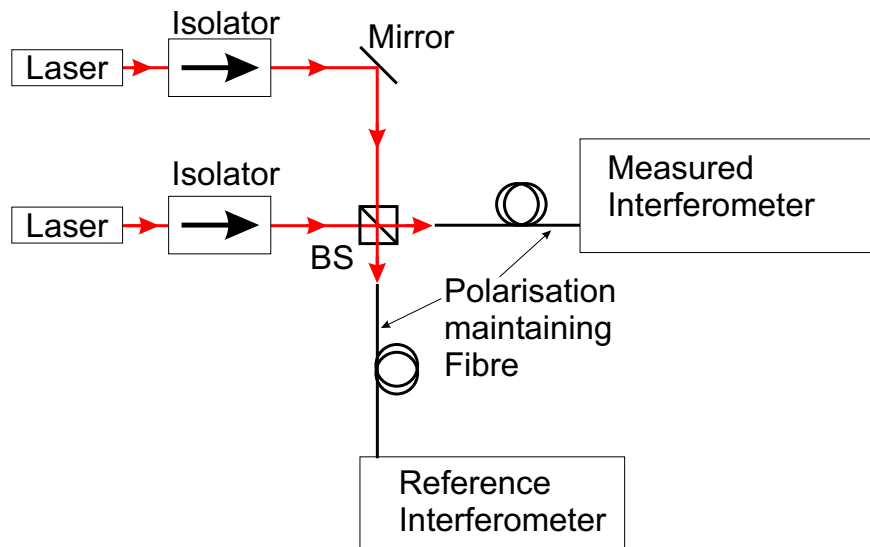 Isolator
Mirror
Laser
Isolator
Laser
BS
Measured
Interferometer
Polarisation
maintaining
Fibre
Reference
Interferometer